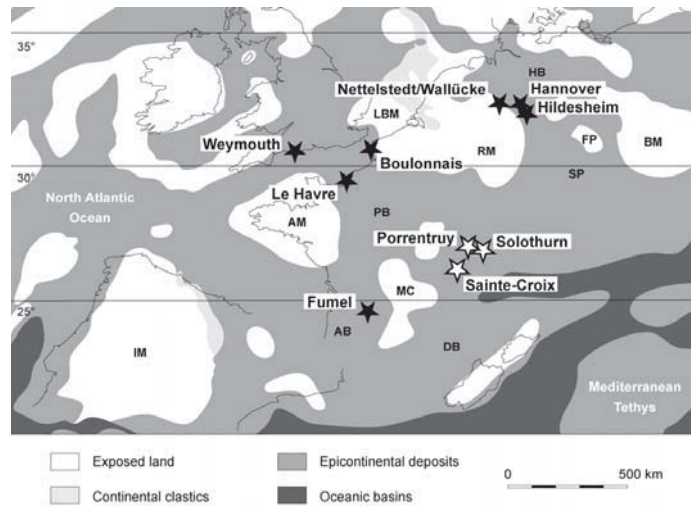 35°
HB
Nettelstedt/Wallücke
Hannover
Hildesheim
LBM
Weymouth
RM
FP
BM
Boulonnais
30°
SP
Le Havre
North Atlantic
Ocean
AM
PB
Porrentruy
Solothurn
Sainte-Croix
MC
25°
Fumel
AB
IM
DB
Mediterranean
Tethys
Exposed land
Epicontinental deposits
0
500 km
Continental clastics
Oceanic basins